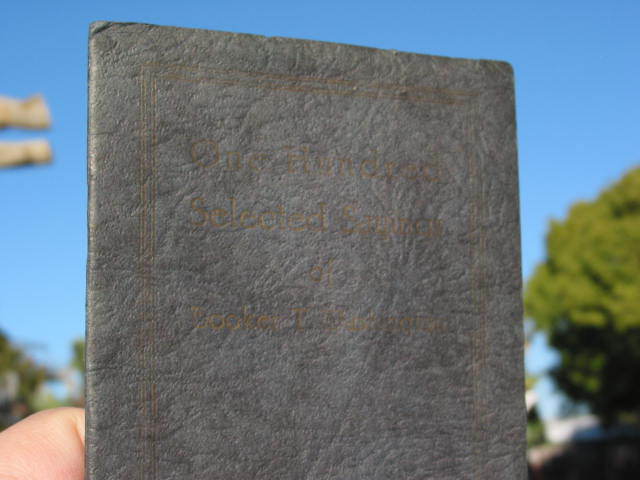 One Hundred
Selected Sayings
of
Booker T. Washington